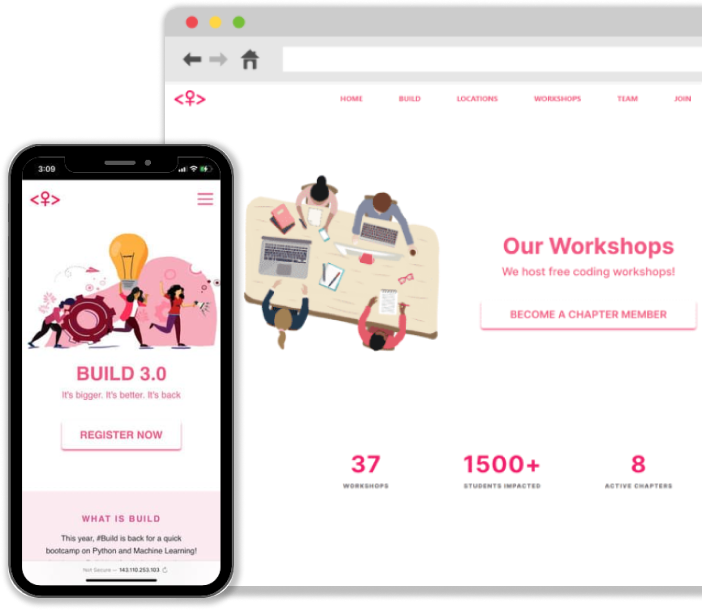 HOME BUILD LOCATIONS WORKSHOPS TEAM JOIN
Our Workshops
We host free coding workshops!
BECOME A CHAPTER MEMBER
37 1500+ 8
WORKSHOPS STUDENTS IMPACTED ACTIVE CHAPTERS
3:09
BUILD 3.0
It's bigger. It's better. It's back
REGISTER NOW
WHAT IS BUILD
This year, #Build is back for a quick
bootcamp on Python and Machine Learning!
Not Secure — 143.110.253.103